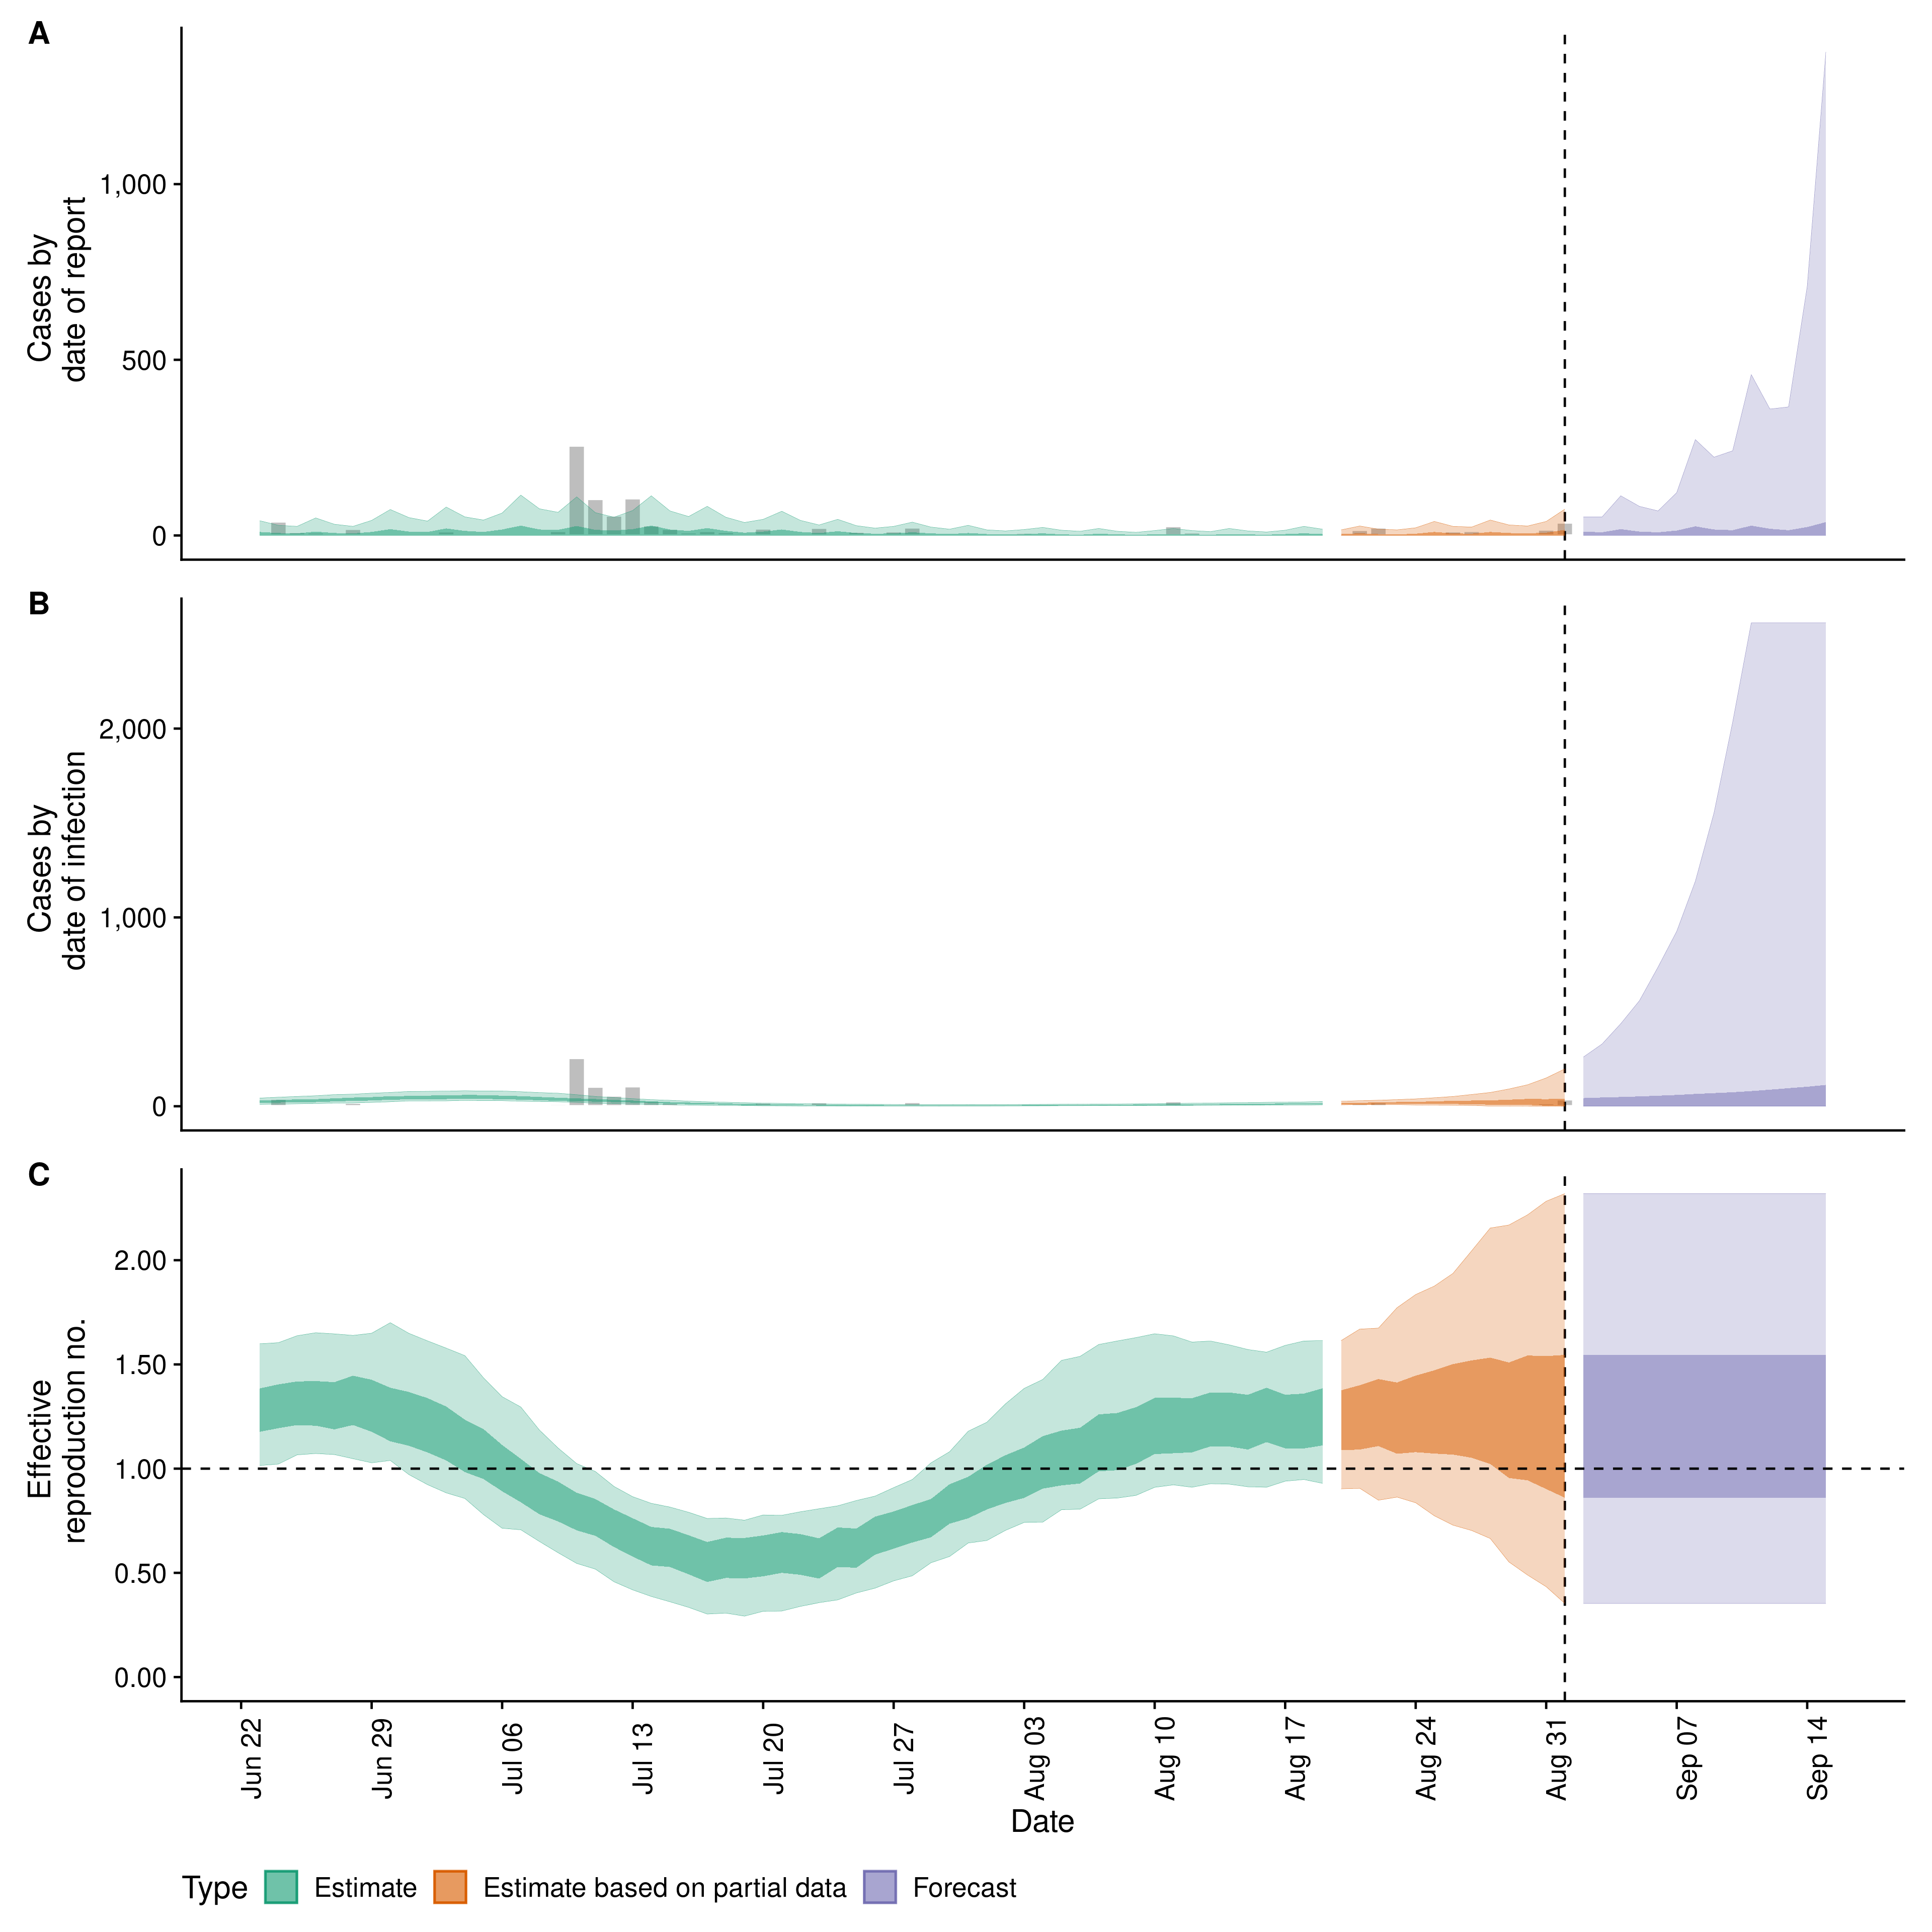 A
Cases by
date of report
1,000
500
0
B
Cases by
date of infection
2,000
1,000
0
C
Effective
reproduction no.
2.00
1.50
1.00
0.50
0.00
Jun 22
Jun 29
Jul 06
Jul 13
Jul 20
Jul 27
Aug 03
Aug 10
Aug 17
Aug 24
Aug 31
Sep 07
Sep 14
Date
Type Estimate Estimate based on partial data Forecast